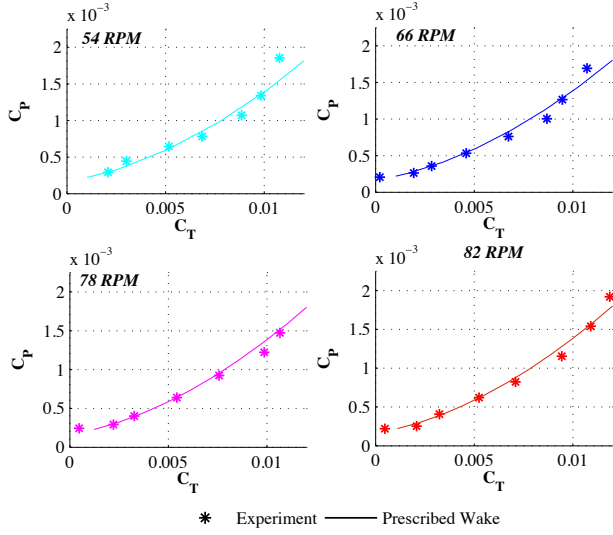 x 10⁻³
54 RPM
2
1.5
1
0.5
0
C_P
0
0.005
0.01
C_T
x 10⁻³
66 RPM
2
1.5
1
0.5
0
C_P
0
0.005
0.01
C_T
x 10⁻³
78 RPM
2
1.5
1
0.5
0
C_P
0
0.005
0.01
C_T
x 10⁻³
82 RPM
2
1.5
1
0.5
0
C_P
0
0.005
0.01
C_T
Experiment
Prescribed Wake